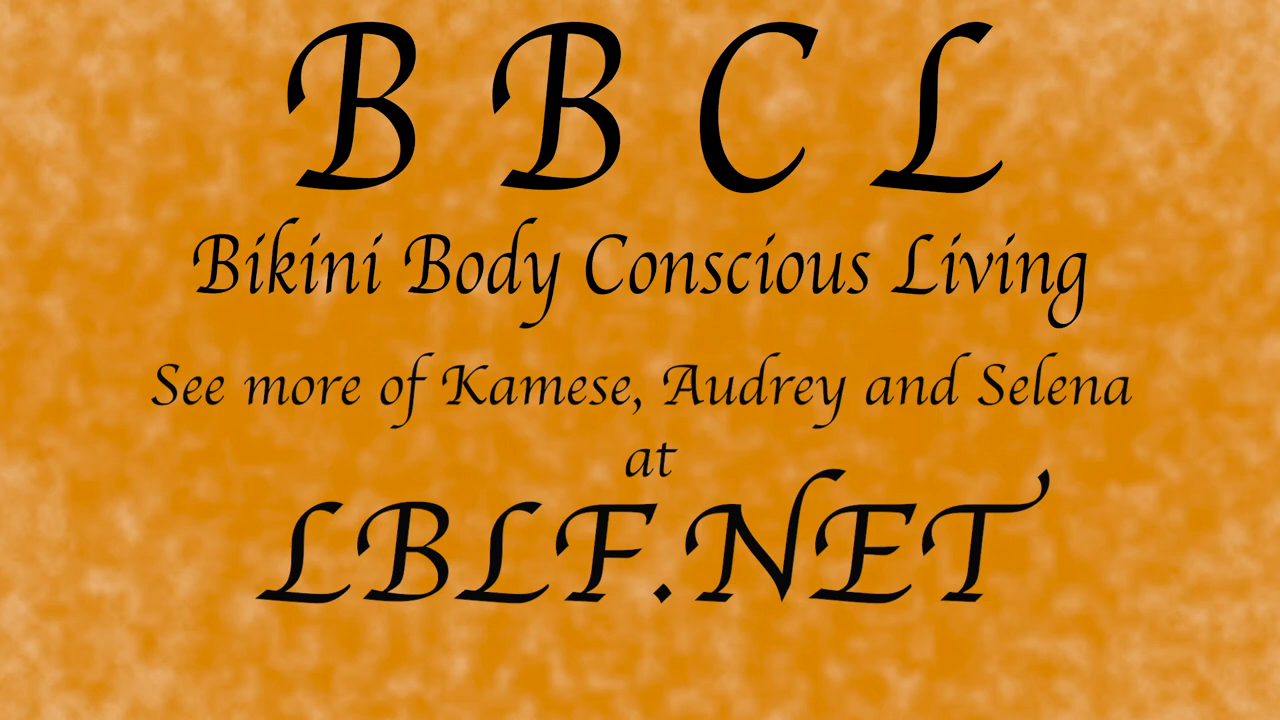 B B C L
Bikini Body Conscious Living
See more of Kamese, Audrey and Selena
at
LBLF.NET